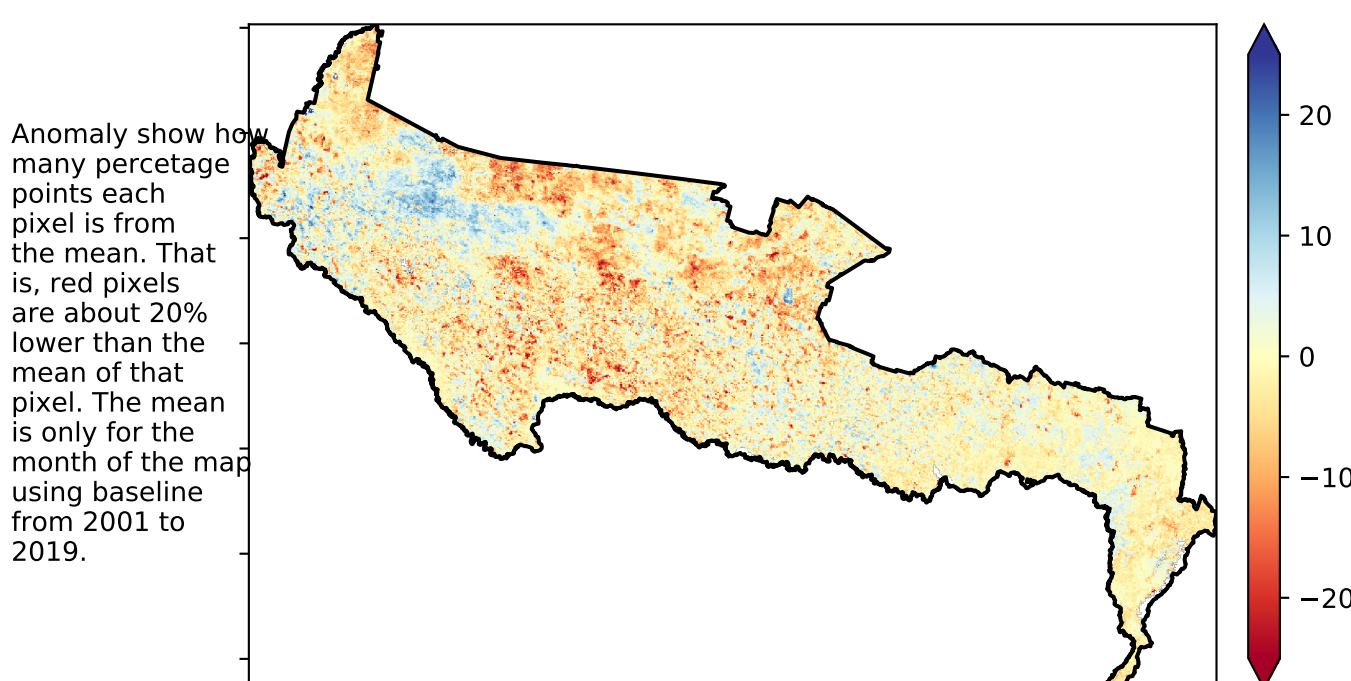 Anomaly show how
many percetage
points each
pixel is from
the mean. That
is, red pixels
are about 20%
lower than the
mean of that
pixel. The mean
is only for the
month of the map
using baseline
from 2001 to
2019.
20
10
0
−10
−20